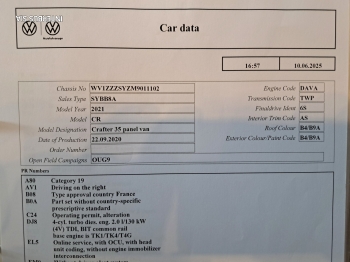 Nutzfahrzeuge
Car data
16:57
10.06.2025
Chassis No WV1ZZZSYZM9011102
Engine Code DAVA
Sales Type SYBB8A
Transmission Code TWP
Model Year 2021
Finaldrive Ident 6S
Model CR
Interior Trim Code AS
Model Designation Crafter 35 panel van
Roof Colour B4/B9A
Date of Production 22.09.2020
Exterior Colour/Paint Code B4/B9A
Order Number
Open Field Campaigns OUG9
PR Numbers
A80 Category 19
AV1 Driving on the right
B08 Type approval country France
B0A Part set without country-specific
prescriptive standard
C24 Operating permit, alteration
DJ8 4-cyl. turbo dies. eng. 2.0 l/130 kW
(4V) TDI, BIT common rail
base engine is TK1/TK4/T4G
EL5 Online service, with OCU, with head
unit coding, without engine immobilizer
interconnection